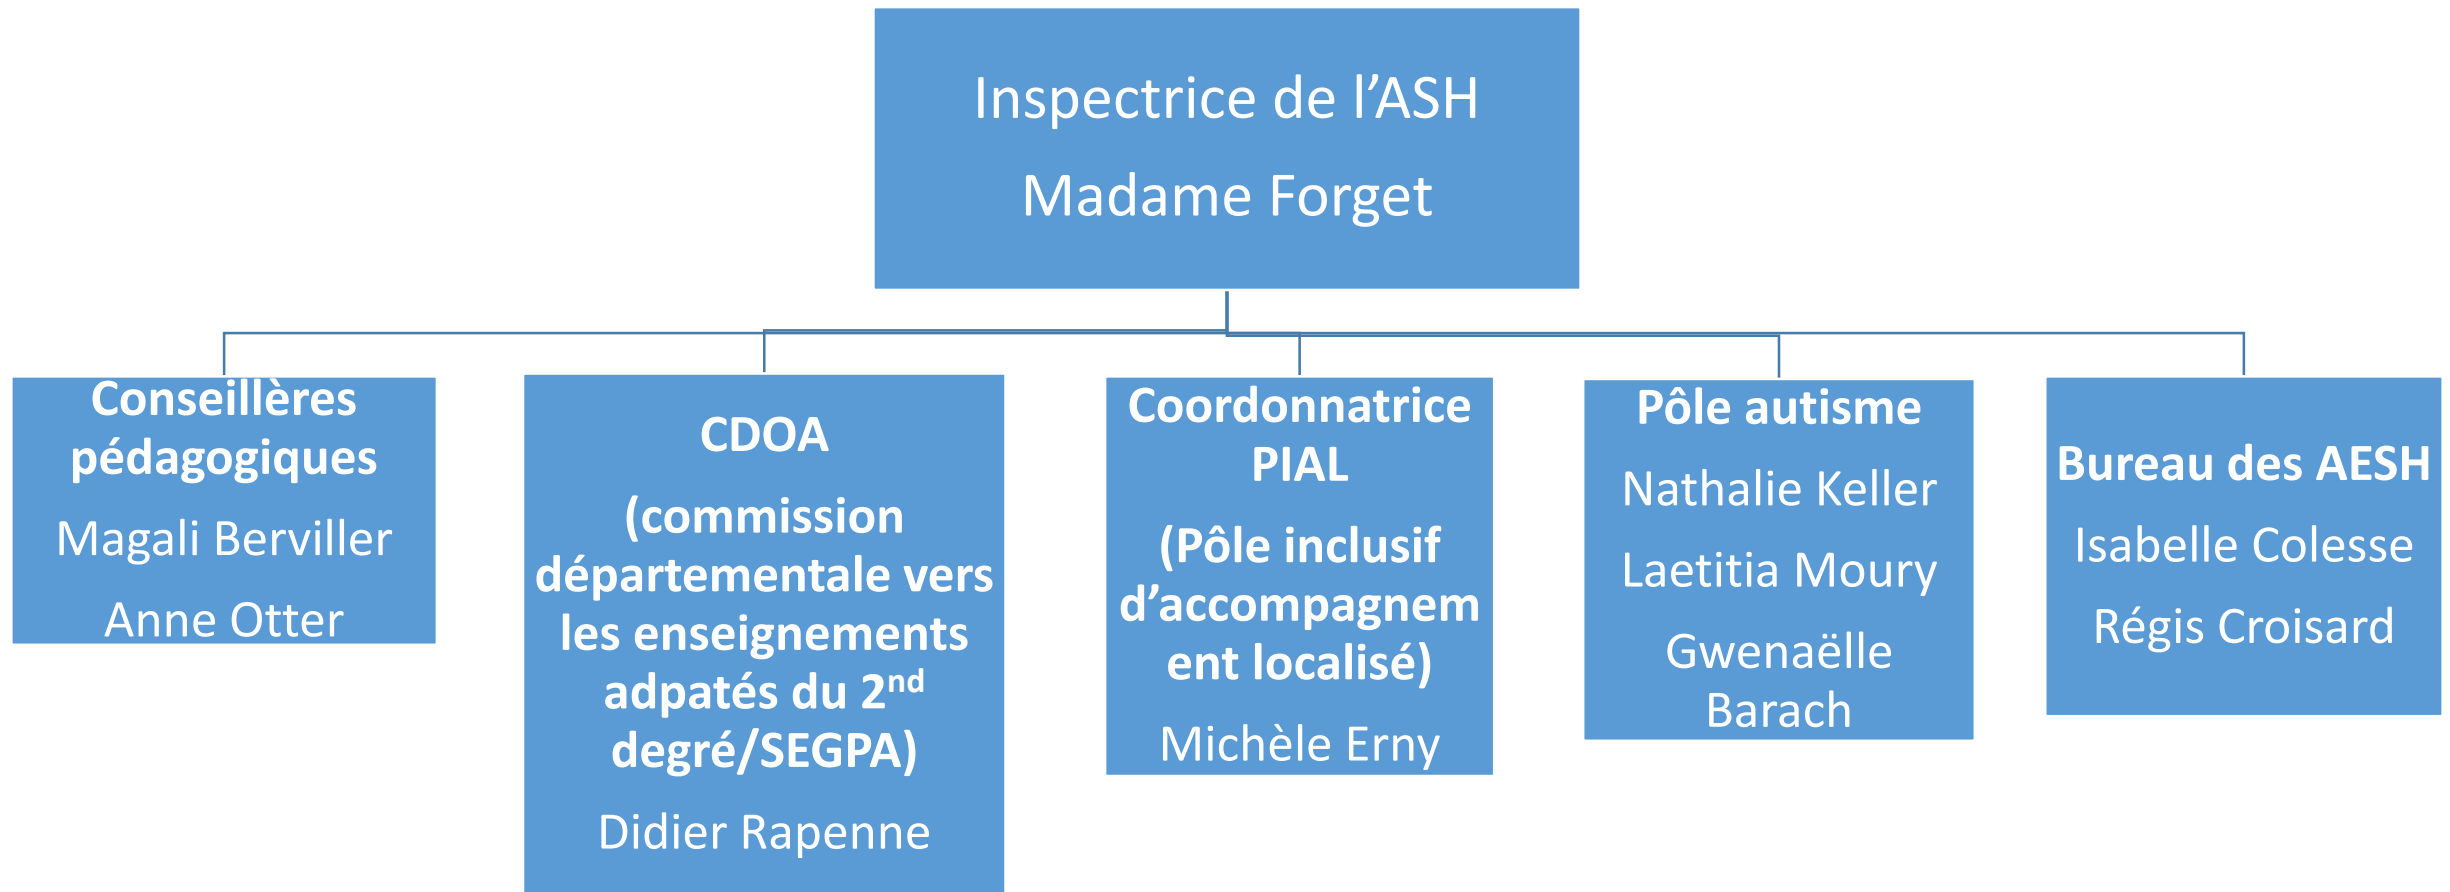 Inspectrice de l’ASH
Madame Forget
Conseillères
pédagogiques
Magali Berviller
Anne Otter
CDOA
(commission
départementale vers
les enseignements
adpatés du 2nd
degré/SEGPA)
Didier Rapenne
Coordonnatrice
PIAL
(Pôle inclusif
d’accompagnem
ent localisé)
Michèle Erny
Pôle autisme
Nathalie Keller
Laetitia Moury
Gwenaëlle
Barach
Bureau des AESH
Isabelle Colesse
Régis Croisard